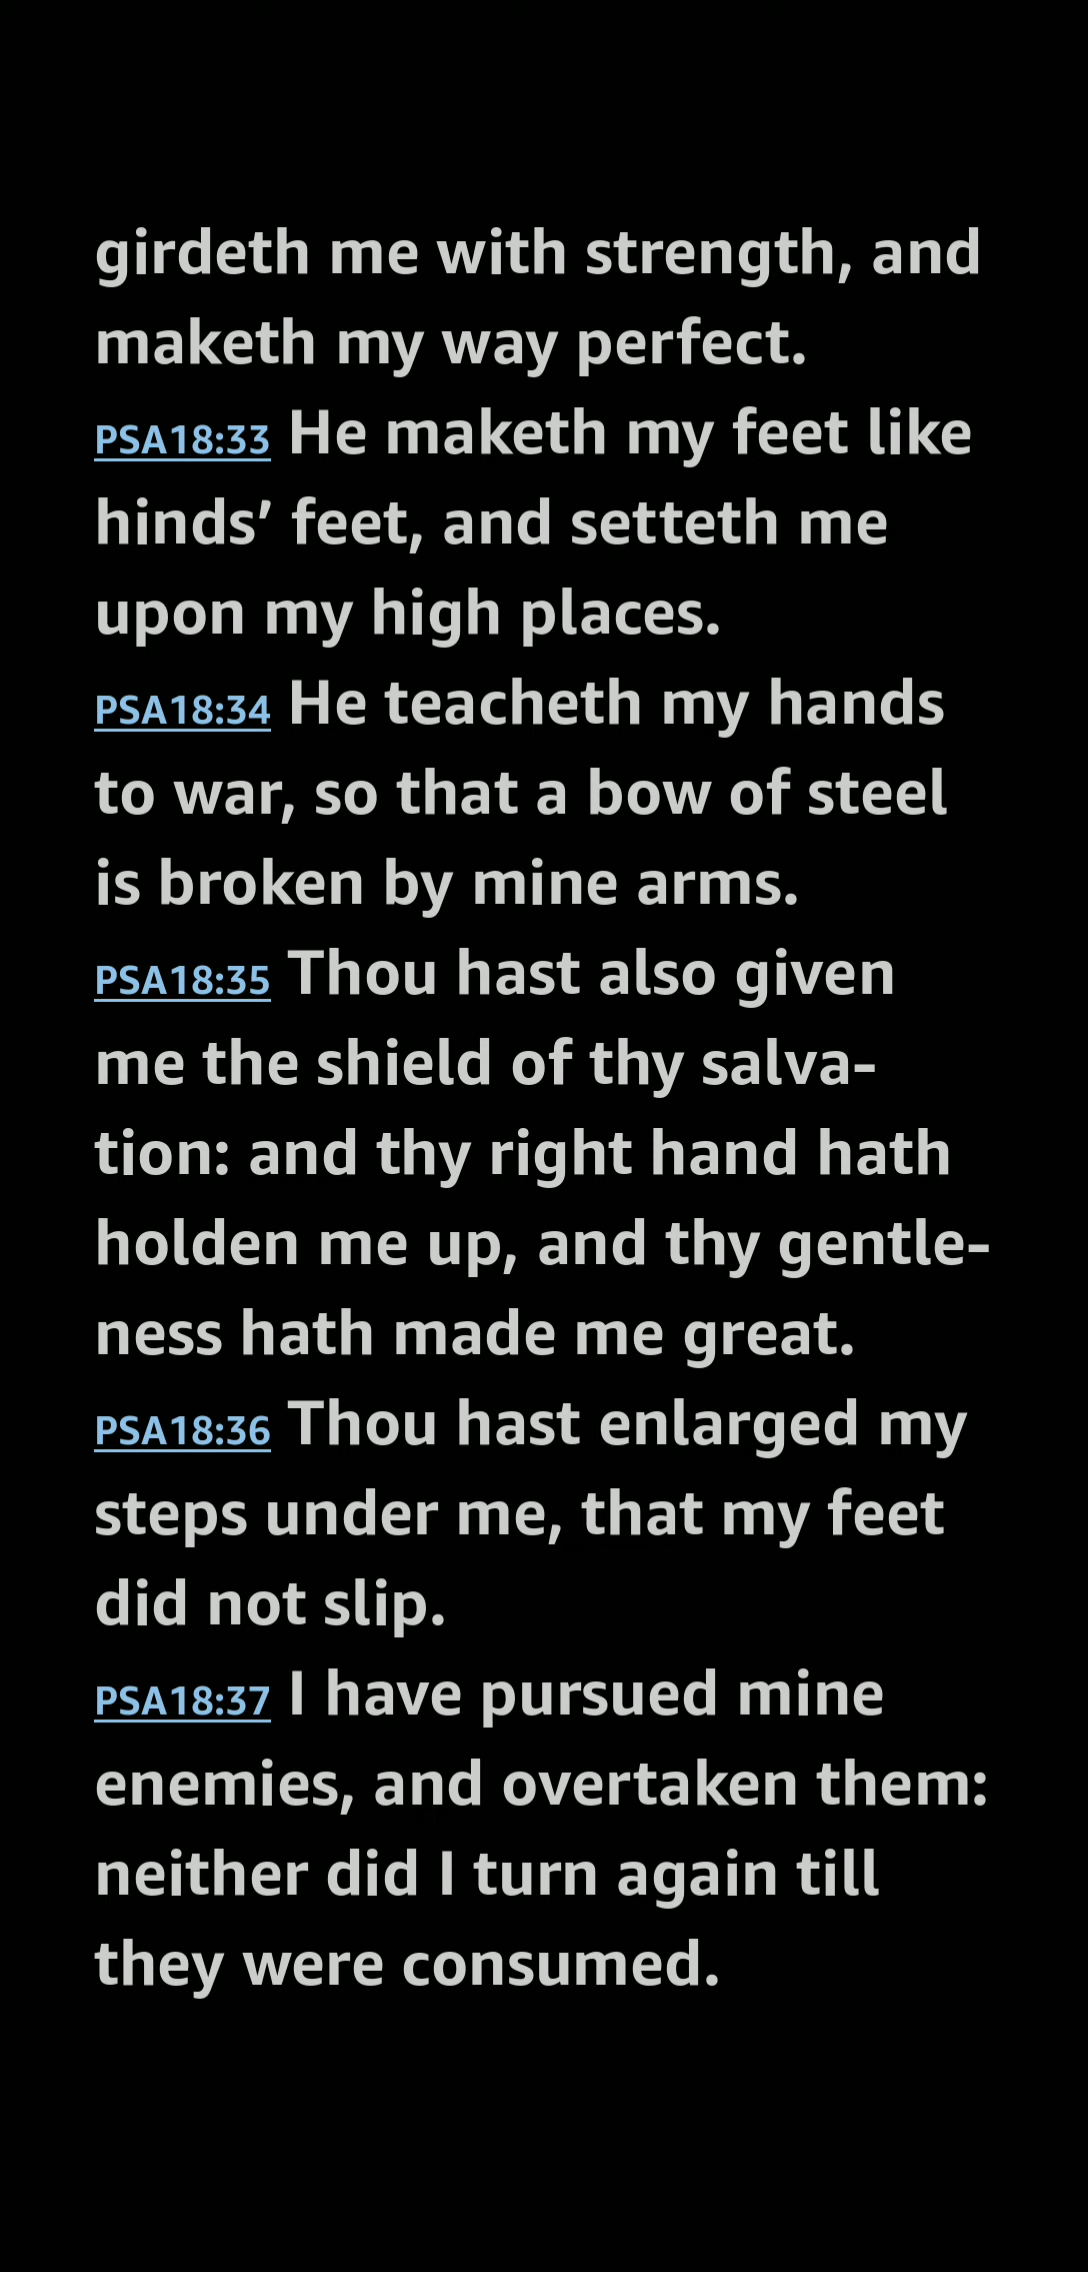 girdeth me with strength, and
maketh my way perfect.
PSA18:33 He maketh my feet like
hinds’ feet, and setteth me
upon my high places.
PSA18:34 He teacheth my hands
to war, so that a bow of steel
is broken by mine arms.
PSA18:35 Thou hast also given
me the shield of thy salva-
tion: and thy right hand hath
holden me up, and thy gentle-
ness hath made me great.
PSA18:36 Thou hast enlarged my
steps under me, that my feet
did not slip.
PSA18:37 I have pursued mine
enemies, and overtaken them:
neither did I turn again till
they were consumed.